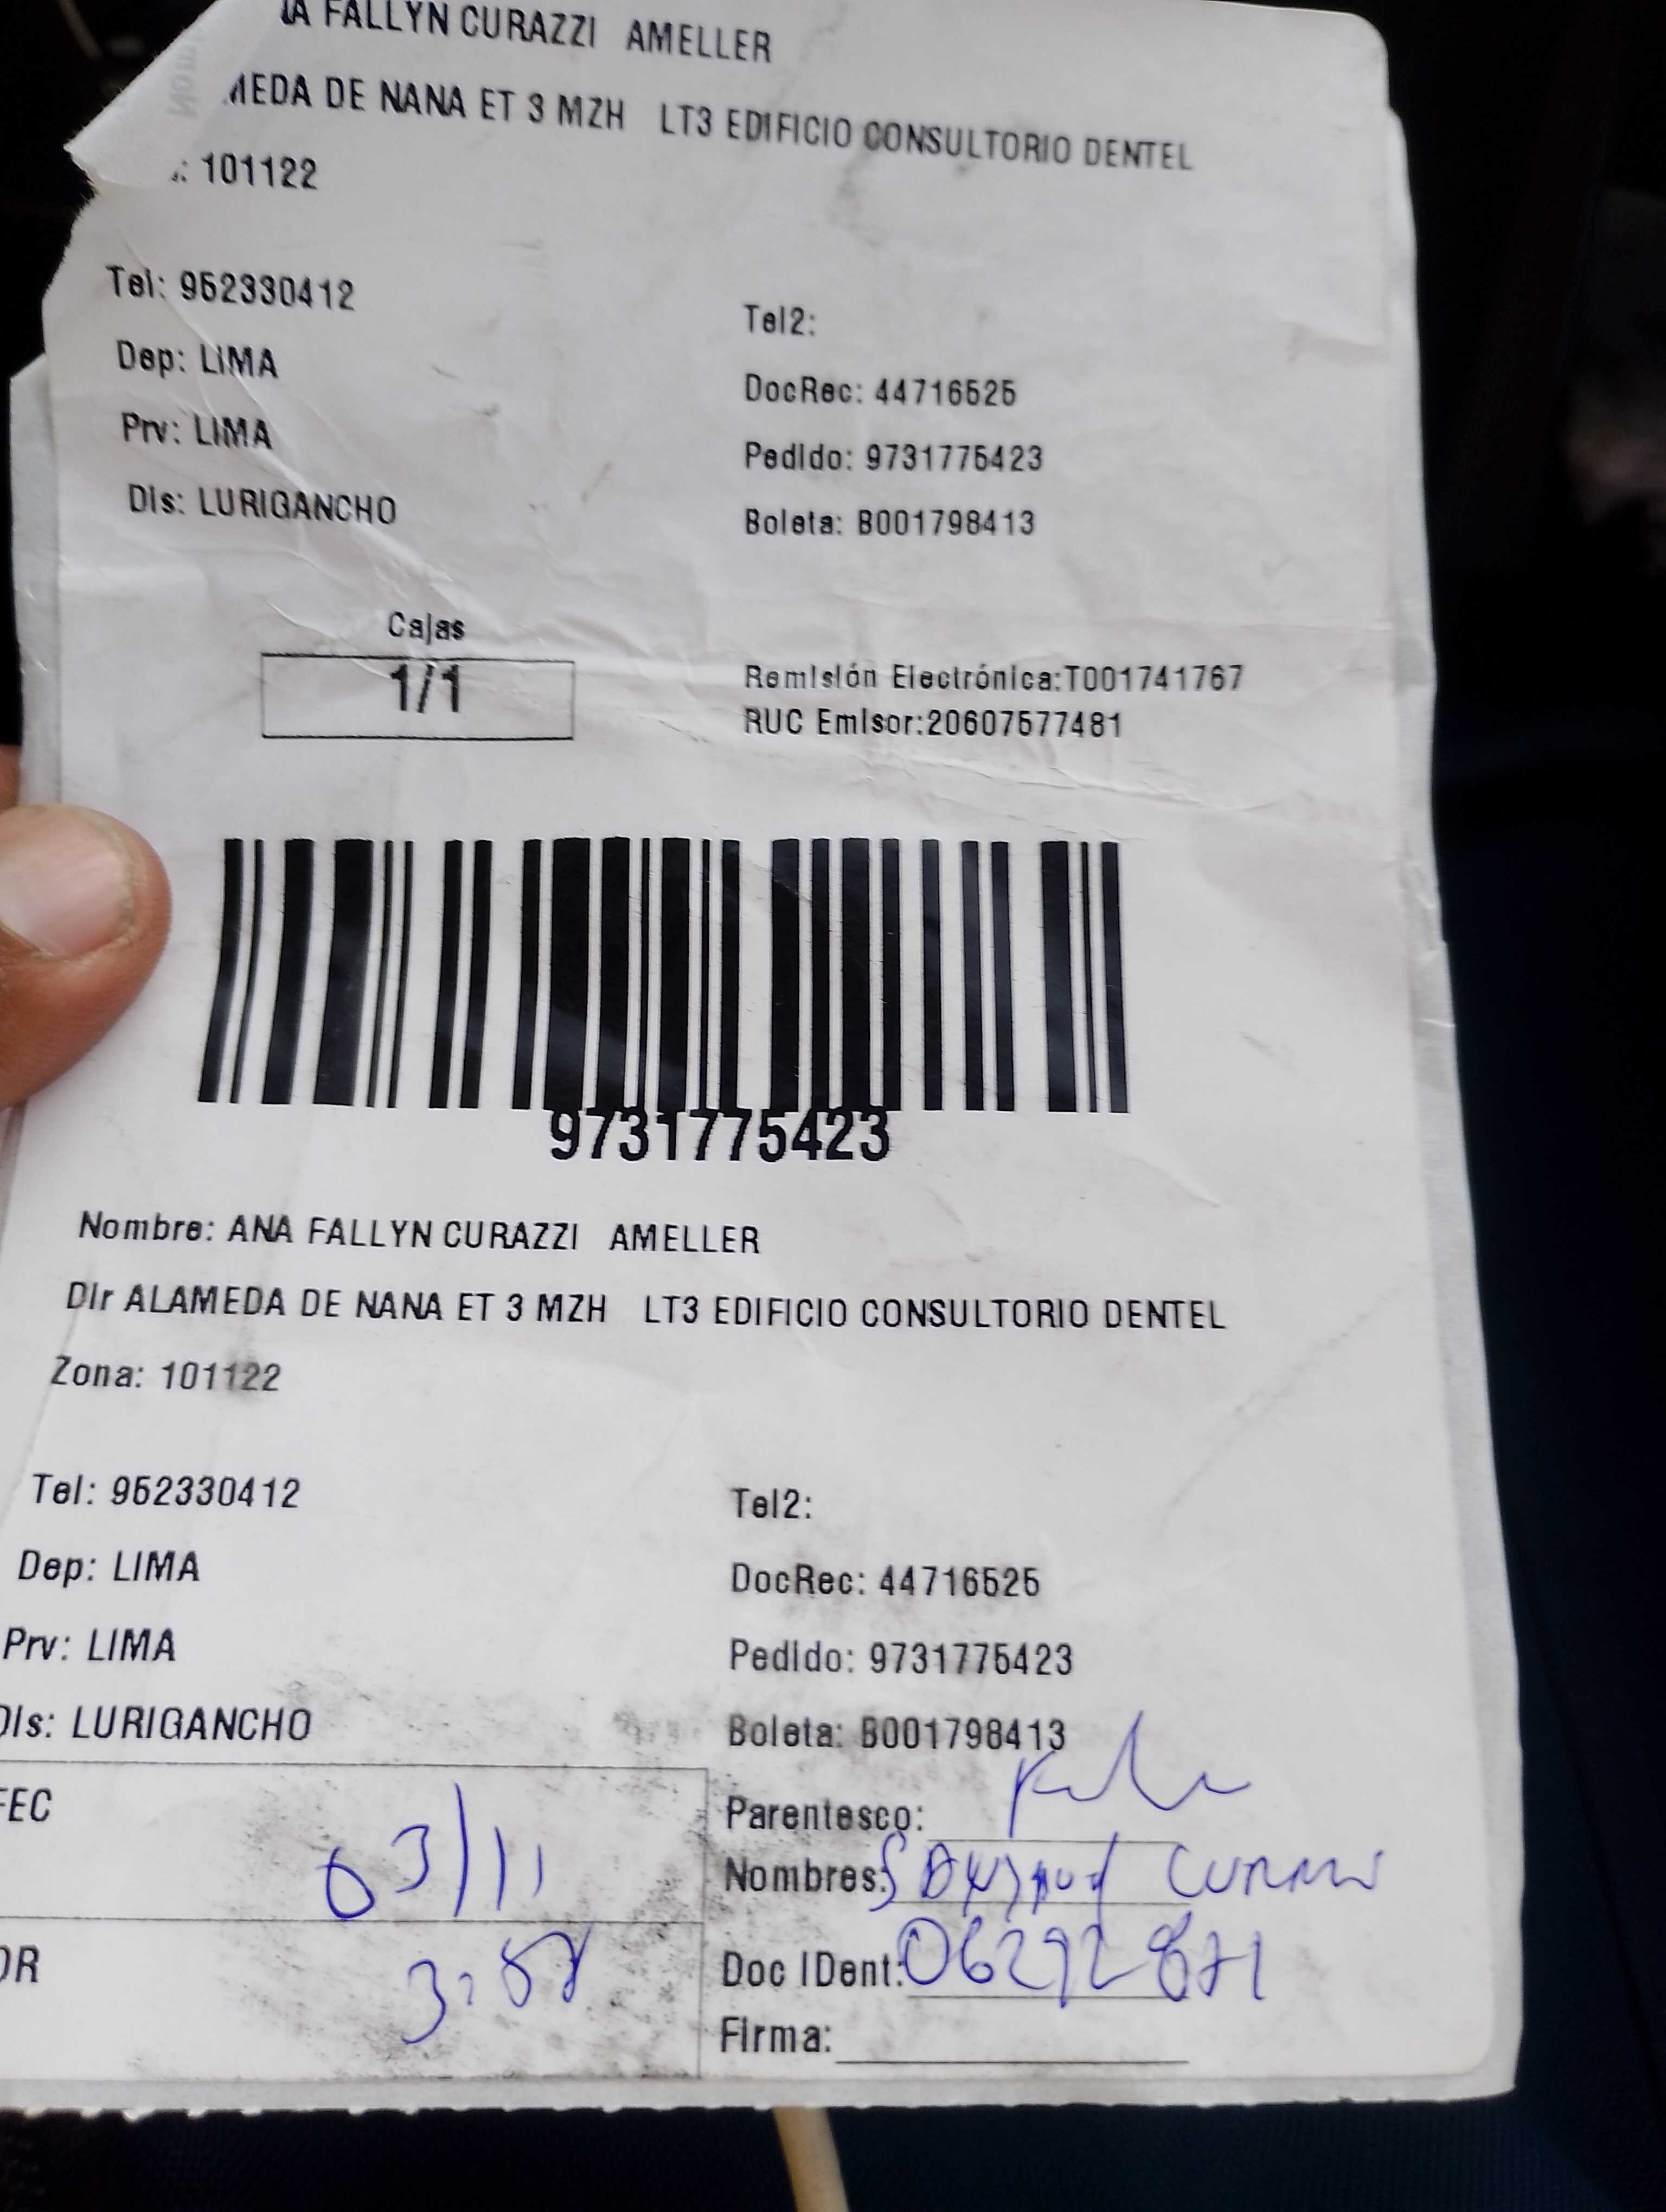 A FALLYN CURAZZI AMELLER
MEDA DE NANA ET 3 MZH LT3 EDIFICIO CONSULTORIO DENTEL
: 101122
Tel: 952330412
Tel2:
Dep: LIMA
DocRec: 44716525
Prv: LIMA
Pedido: 9731775423
Dis: LURIGANCHO
Boleta: B001798413
Cajas
1/1
Remisión Electrónica:T001741767
RUC Emisor:20607577481
9731775423
Nombre: ANA FALLYN CURAZZI AMELLER
Dir ALAMEDA DE NANA ET 3 MZH LT3 EDIFICIO CONSULTORIO DENTEL
Zona: 101122
Tel: 952330412
Tel2:
Dep: LIMA
DocRec: 44716525
Prv: LIMA
Pedido: 9731775423
Dis: LURIGANCHO
Boleta: B001798413
FEC
03/11
Parentesco:
Nombres:
OR
Doc IDent:
Firma: